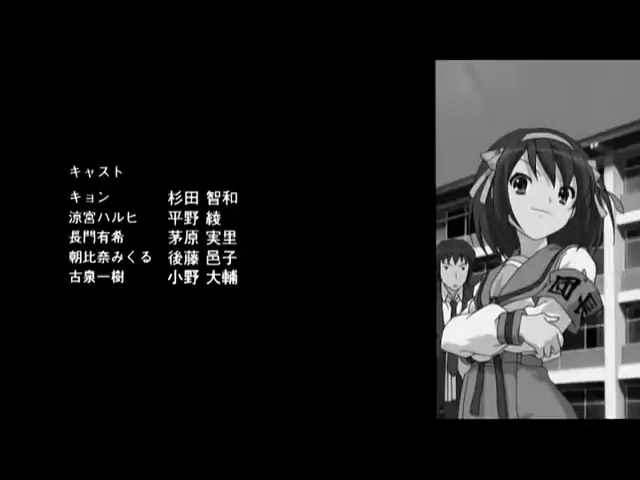 キャスト
キョン 杉田 智和
涼宮ハルヒ 平野 綾
長門有希 茅原 実里
朝比奈みくる 後藤 邑子
古泉一樹 小野 大輔
団長